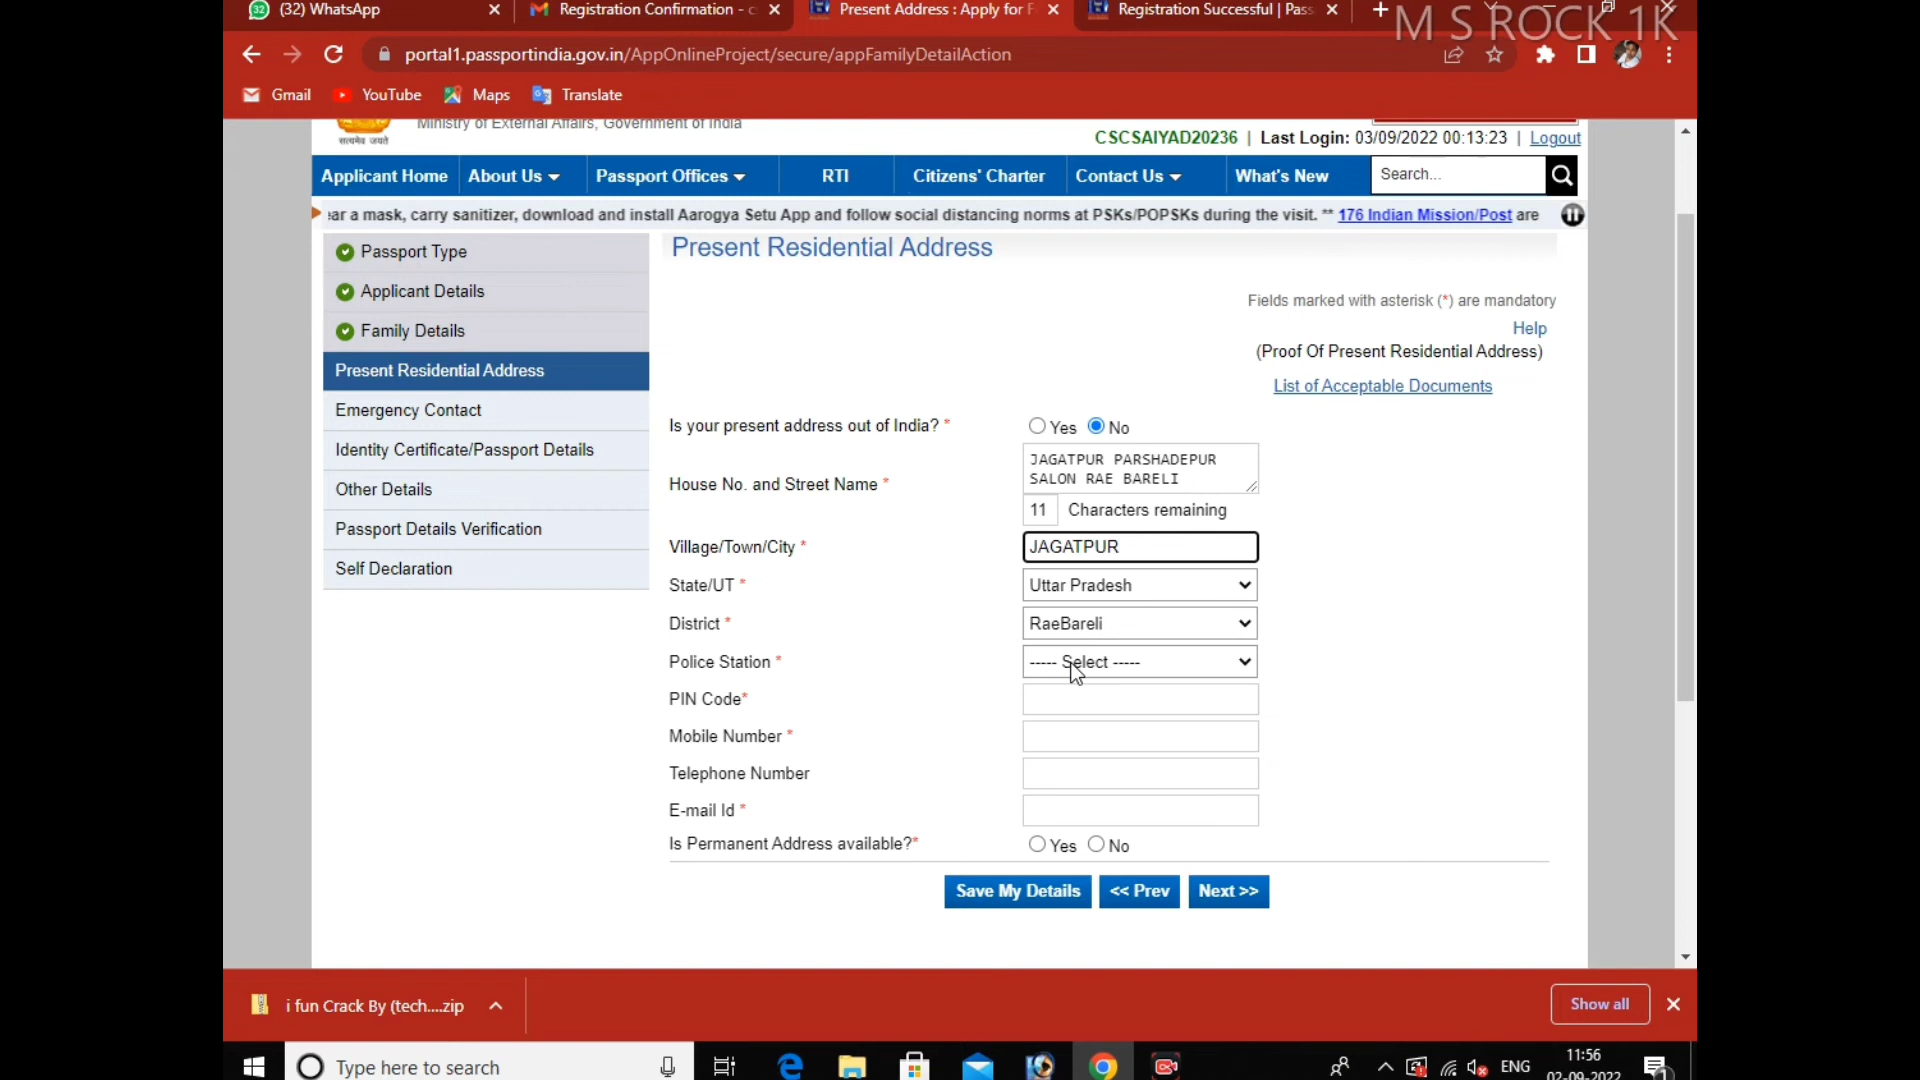 (32) WhatsApp
Registration Confirmation - c
Present Address : Apply for F
Registration Successful | Pass
M S ROCK 1K
portal1.passportindia.gov.in/AppOnlineProject/secure/appFamilyDetailAction
Gmail
YouTube
Maps
Translate
सत्यमेव जयते
Ministry of External Affairs, Government of India
CSCSAIYAD20236 | Last Login: 03/09/2022 00:13:23 | Logout
Applicant Home
About Us
Passport Offices
RTI
Citizens' Charter
Contact Us
What's New
Search...
ear a mask, carry sanitizer, download and install Aarogya Setu App and follow social distancing norms at PSKs/POPSKs during the visit. ** 176 Indian Mission/Post are
Passport Type
Applicant Details
Family Details
Present Residential Address
Emergency Contact
Identity Certificate/Passport Details
Other Details
Passport Details Verification
Self Declaration
Present Residential Address
Fields marked with asterisk (*) are mandatory
Help
(Proof Of Present Residential Address)
List of Acceptable Documents
Is your present address out of India? *
Yes No
House No. and Street Name *
JAGATPUR PARSHADEPUR
SALON RAE BARELI
11 Characters remaining
Village/Town/City *
JAGATPUR
State/UT *
Uttar Pradesh
District *
RaeBareli
Police Station *
----- Select -----
PIN Code*
Mobile Number *
Telephone Number
E-mail Id *
Is Permanent Address available?*
Yes No
Save My Details
<< Prev
Next >>
i fun Crack By (tech....zip
Show all
Type here to search
ENG
11:56
02-09-2022